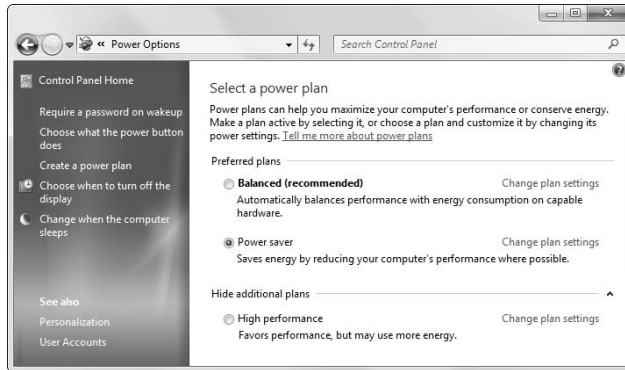 « Power Options
Search Control Panel
Control Panel Home
Require a password on wakeup
Choose what the power button
does
Create a power plan
Choose when to turn off the
display
Change when the computer
sleeps
See also
Personalization
User Accounts
Select a power plan
Power plans can help you maximize your computer's performance or conserve energy.
Make a plan active by selecting it, or choose a plan and customize it by changing its
power settings. Tell me more about power plans
Preferred plans
Balanced (recommended) Change plan settings
Automatically balances performance with energy consumption on capable
hardware.
Power saver Change plan settings
Saves energy by reducing your computer's performance where possible.
Hide additional plans
High performance Change plan settings
Favors performance, but may use more energy.